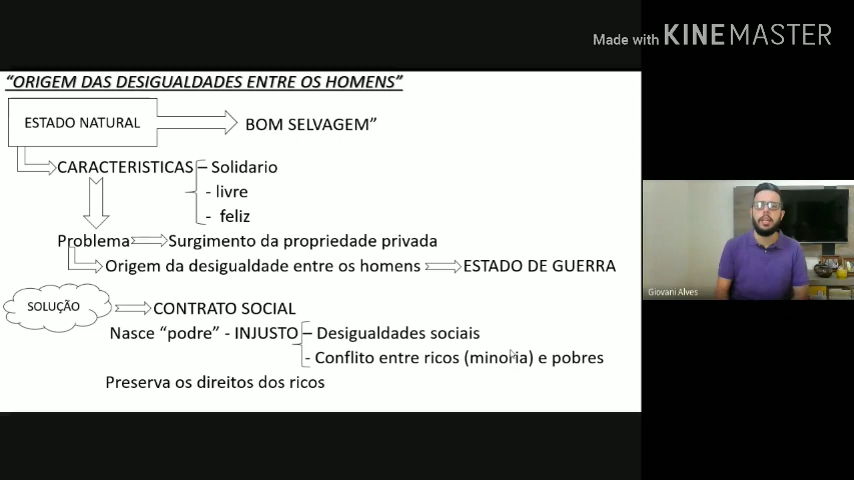 Made with KINEMASTER
“ORIGEM DAS DESIGUALDADES ENTRE OS HOMENS”
ESTADO NATURAL
BOM SELVAGEM”
CARACTERISTICAS – Solidario
- livre
- feliz
Problema Surgimento da propriedade privada
Origem da desigualdade entre os homens ESTADO DE GUERRA
SOLUÇÃO CONTRATO SOCIAL
Giovani Alves
Nasce “podre” - INJUSTO – Desigualdades sociais
- Conflito entre ricos (minoria) e pobres
Preserva os direitos dos ricos